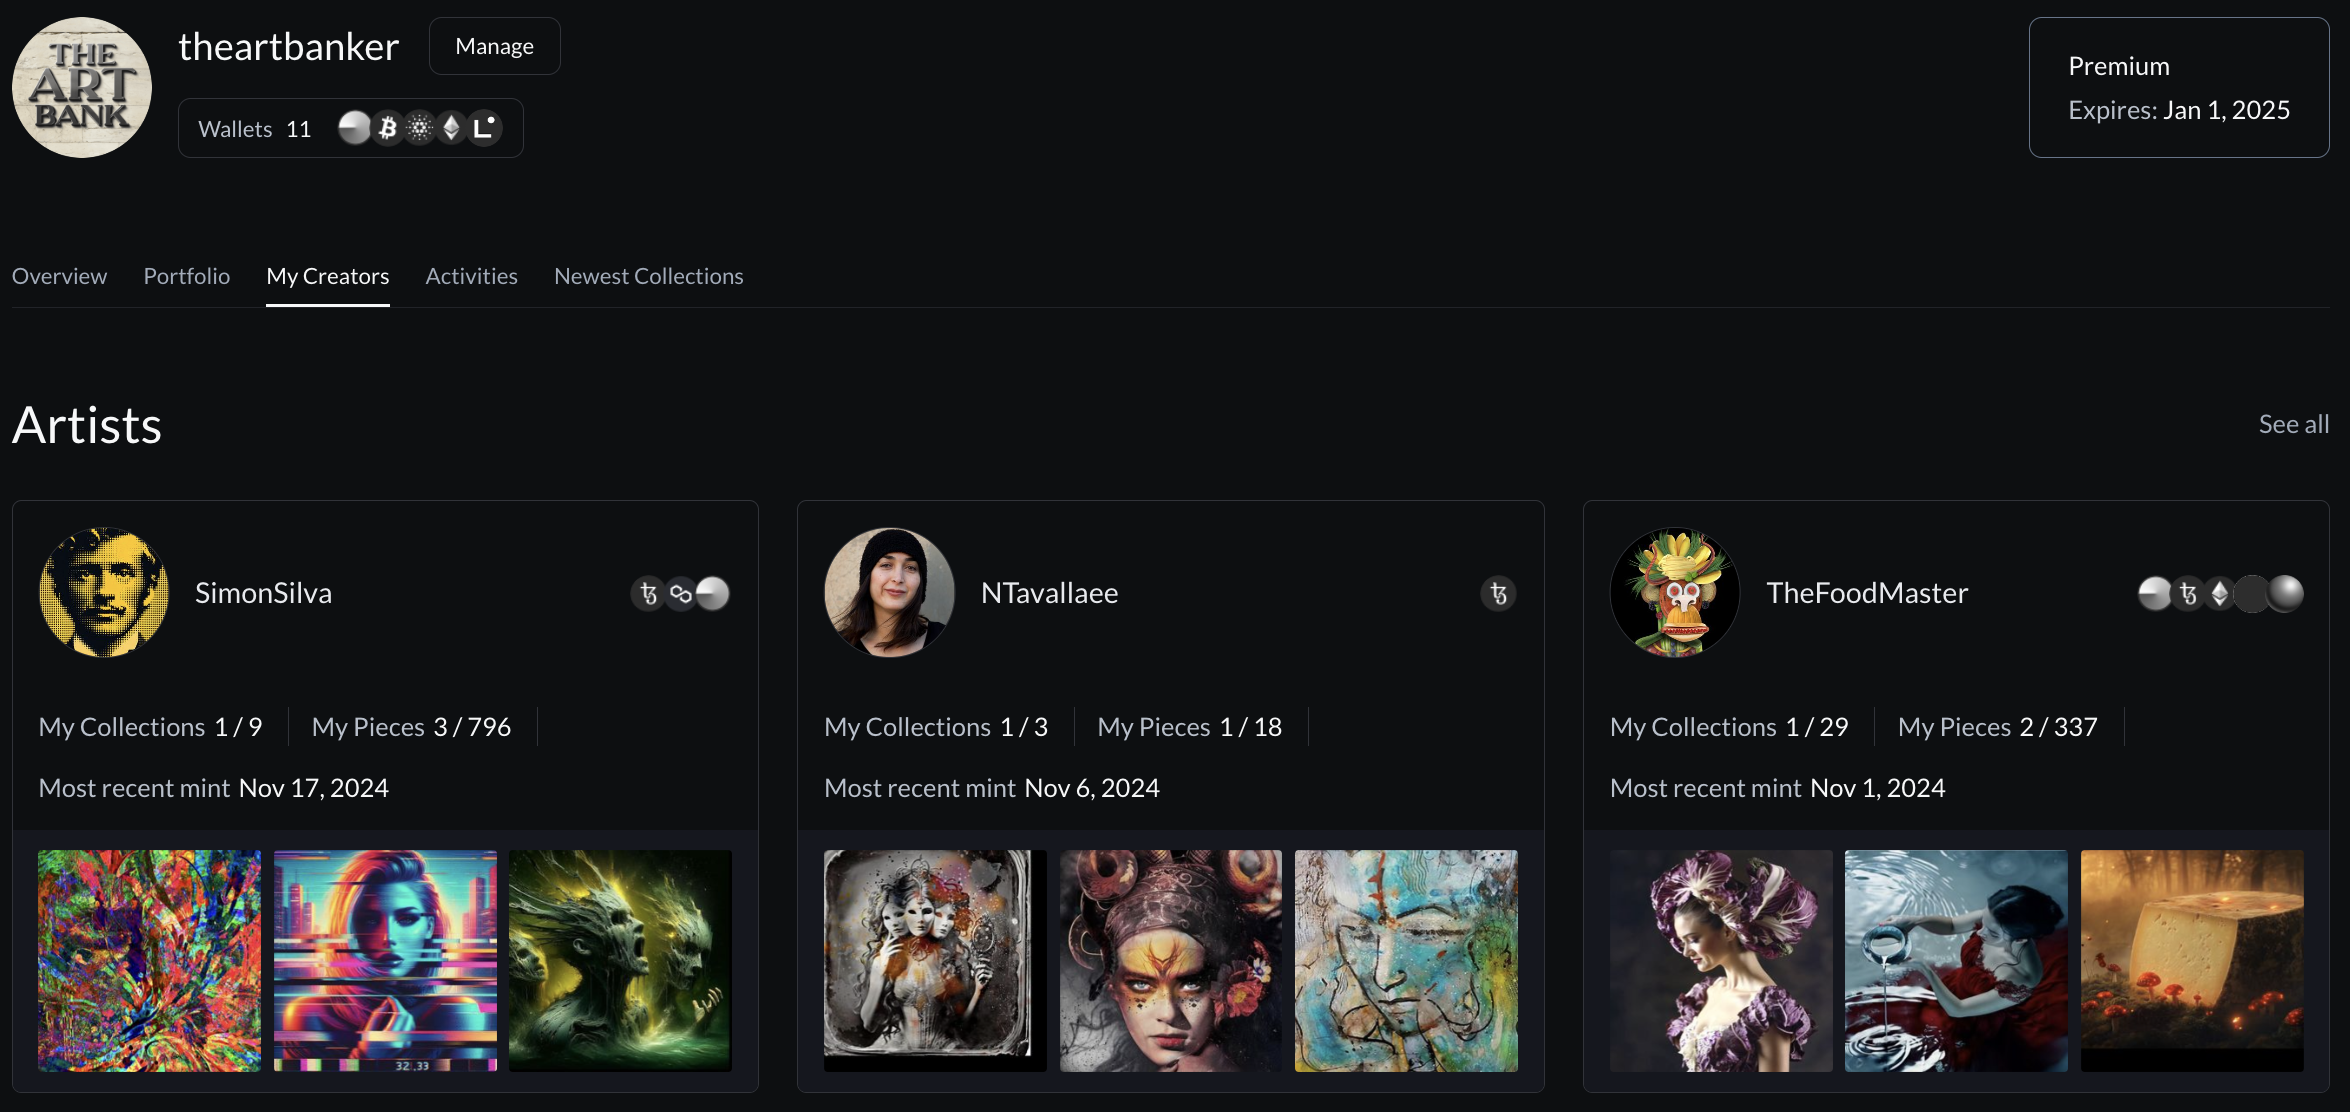 THE
ART
BANK
theartbanker
Manage
Wallets 11
Premium
Expires: Jan 1, 2025
Overview Portfolio My Creators Activities Newest Collections
Artists
See all
SimonSilva
My Collections 1 / 9 My Pieces 3 / 796
Most recent mint Nov 17, 2024
32 33
NTavallaee
My Collections 1 / 3 My Pieces 1 / 18
Most recent mint Nov 6, 2024
TheFoodMaster
My Collections 1 / 29 My Pieces 2 / 337
Most recent mint Nov 1, 2024